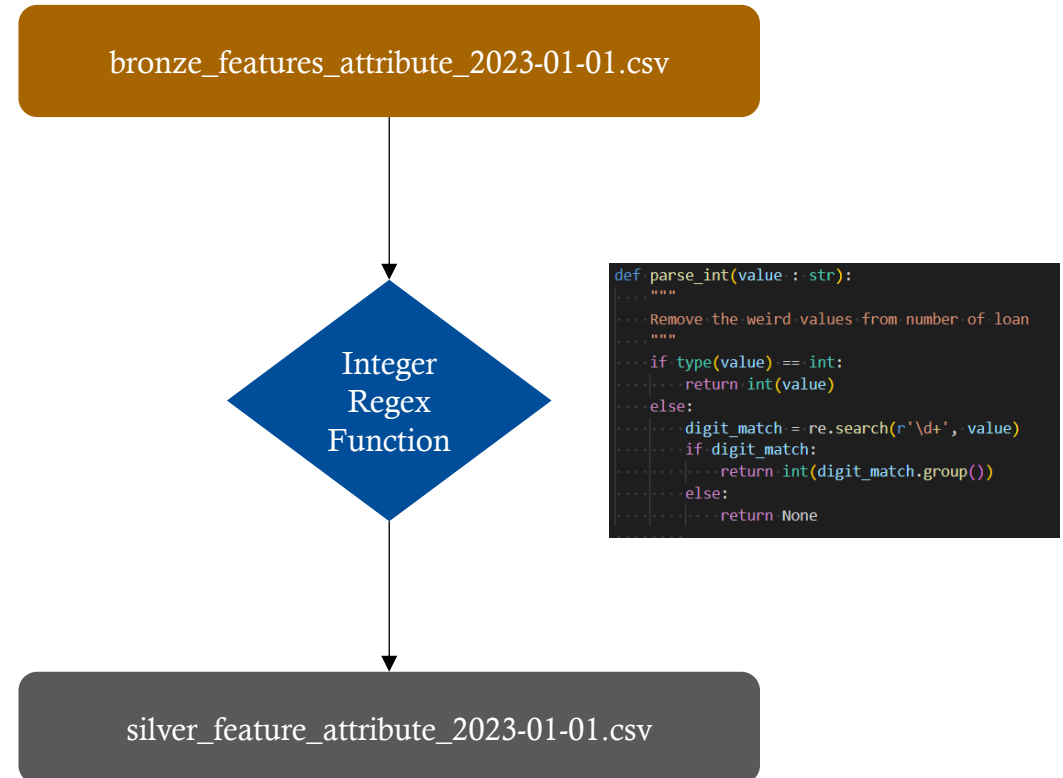 bronze_features_attribute_2023-01-01.csv
Integer
Regex
Function
def parse_int(value : str):
    """
    Remove the weird values from number of loan
    """
    if type(value) == int:
        return int(value)
    else:
        digit_match = re.search(r'\d+', value)
        if digit_match:
            return int(digit_match.group())
        else:
            return None
silver_feature_attribute_2023-01-01.csv